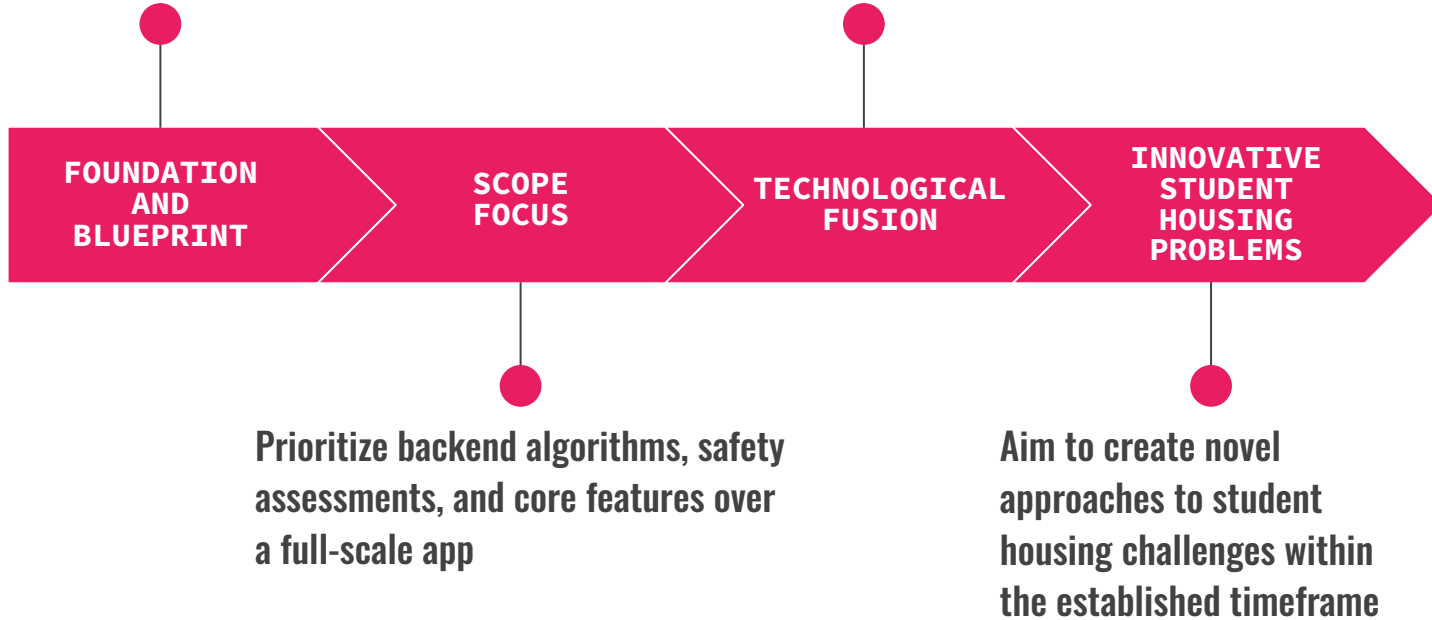 FOUNDATION
AND
BLUEPRINT
SCOPE
FOCUS
TECHNOLOGICAL
FUSION
INNOVATIVE
STUDENT
HOUSING
PROBLEMS
Prioritize backend algorithms, safety
assessments, and core features over
a full-scale app
Aim to create novel
approaches to student
housing challenges within
the established timeframe